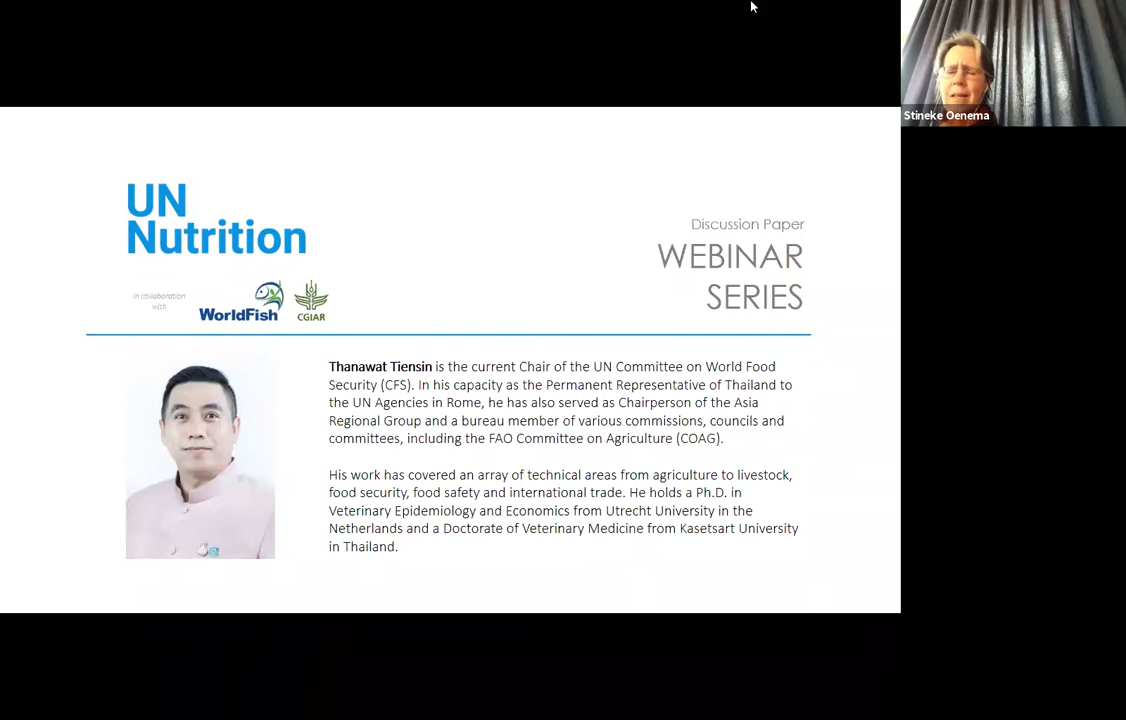 Stineke Oenema
UN
Nutrition
Discussion Paper
WEBINAR
SERIES
in collaboration
with
WorldFish
CGIAR
Thanawat Tiensin is the current Chair of the UN Committee on World Food
Security (CFS). In his capacity as the Permanent Representative of Thailand to
the UN Agencies in Rome, he has also served as Chairperson of the Asia
Regional Group and a bureau member of various commissions, councils and
committees, including the FAO Committee on Agriculture (COAG).
His work has covered an array of technical areas from agriculture to livestock,
food security, food safety and international trade. He holds a Ph.D. in
Veterinary Epidemiology and Economics from Utrecht University in the
Netherlands and a Doctorate of Veterinary Medicine from Kasetsart University
in Thailand.